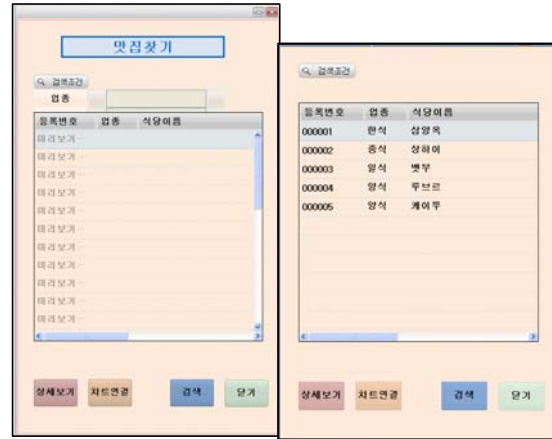 맛집찾기
검색조건
업종
등록번호 업종 식당이름
미리보기…
미리보기…
미리보기…
미리보기…
미리보기…
미리보기…
미리보기…
미리보기…
미리보기…
미리보기…
미리보기…
상세보기 차트연결 검색 닫기
검색조건
등록번호 업종 식당이름
000001 한식 삼양옥
000002 중식 상하이
000003 일식 벳부
000004 양식 뚜브르
000005 양식 케이투
상세보기 차트연결 검색 닫기